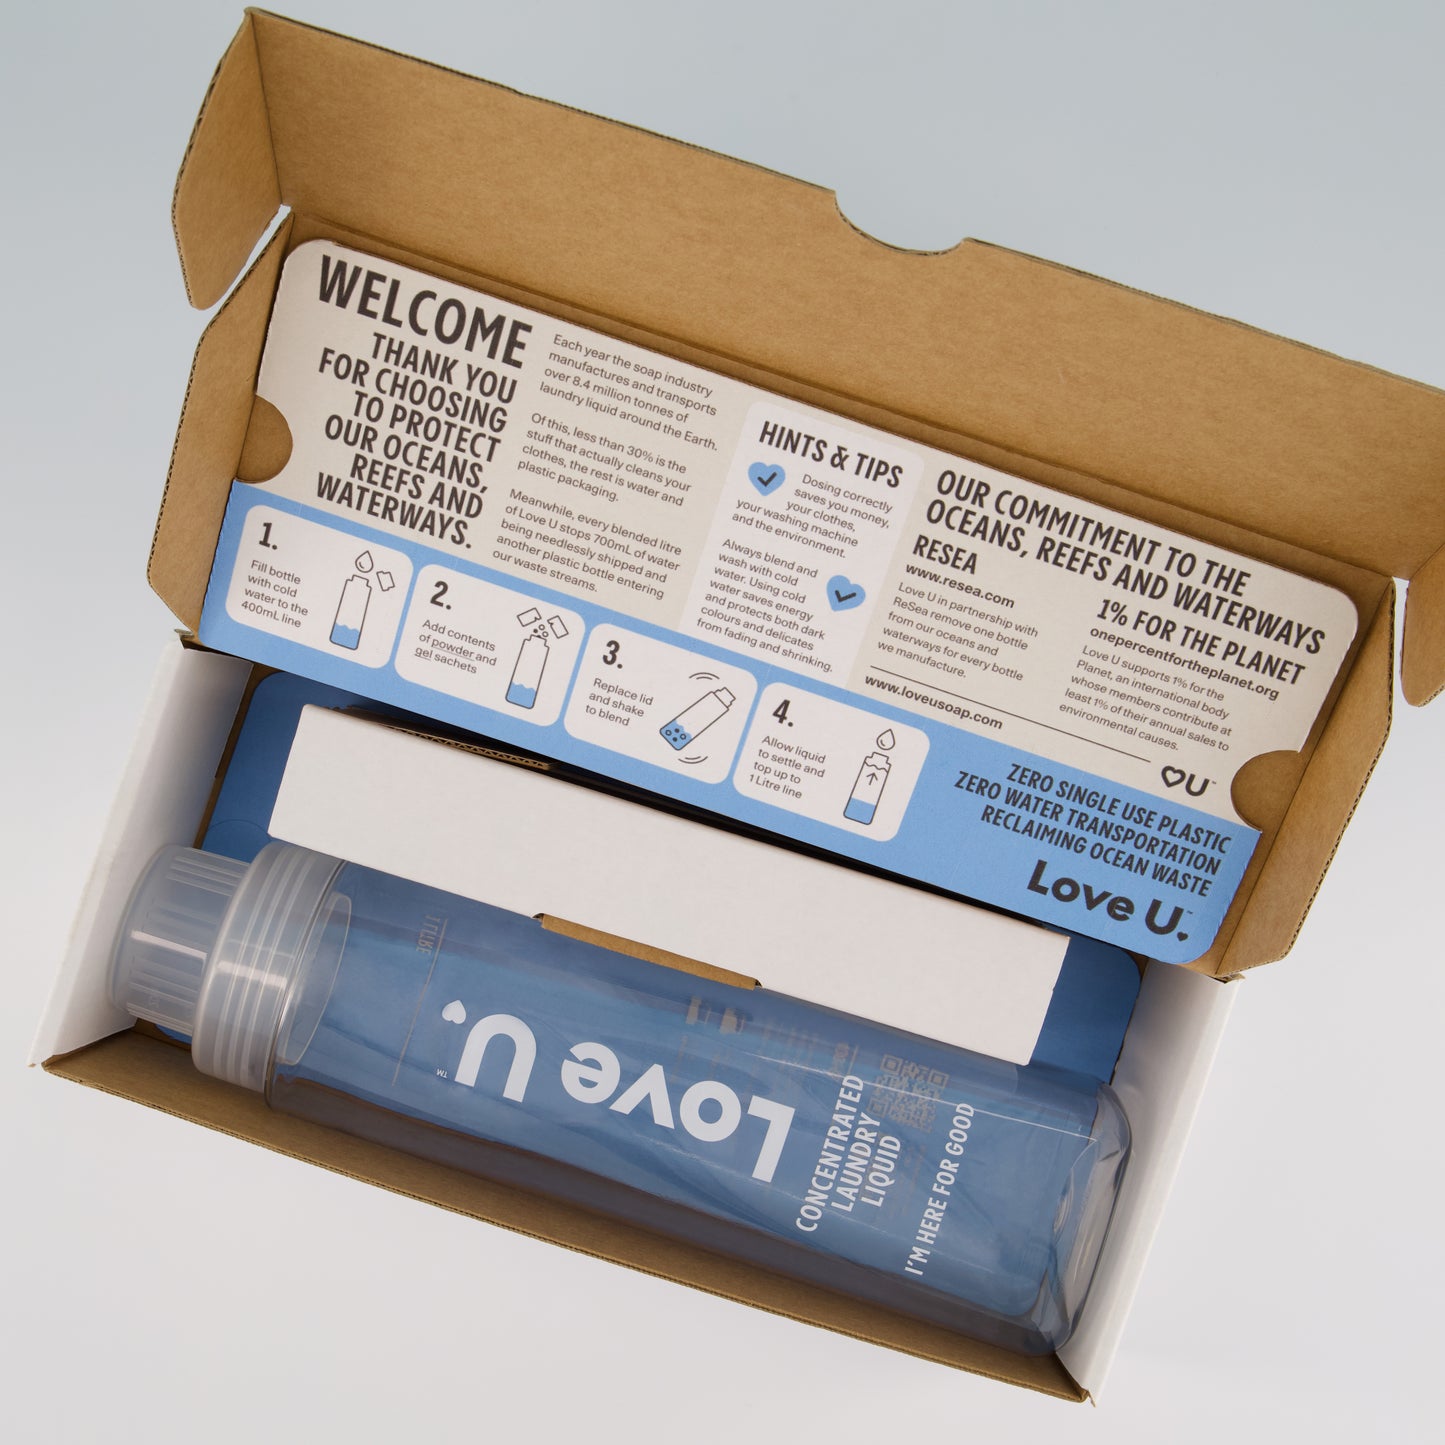 WELCOME
THANK YOU
FOR CHOOSING
TO PROTECT
OUR OCEANS,
REEFS AND
WATERWAYS.
Each year the soap industry
manufactures and transports
over 8.4 million tonnes of
laundry liquid around the Earth.
Of this, less than 30% is the
stuff that actually cleans your
clothes, the rest is water and
plastic packaging.
Meanwhile, every blended litre
of Love U stops 700mL of water
being needlessly shipped and
another plastic bottle entering
our waste streams.
HINTS & TIPS
Dosing correctly
saves you money,
your clothes,
your washing machine
and the environment.
Always blend and
wash with cold
water. Using cold
water saves energy
and protects both dark
colours and delicates
from fading and shrinking.
OUR COMMITMENT TO THE
OCEANS, REEFS AND WATERWAYS
RESEA
www.resea.com
Love U in partnership with
ReSea remove one bottle
from our oceans and
waterways for every bottle
we manufacture.
1% FOR THE PLANET
onepercentfortheplanet.org
Love U supports 1% for the
Planet, an international body
whose members contribute at
least 1% of their annual sales to
environmental causes.
www.loveusoap.com
U™
1.
Fill bottle
with cold
water to the
400mL line
2.
Add contents
of powder and
gel sachets
3.
Replace lid
and shake
to blend
4.
Allow liquid
to settle and
top up to
1 Litre line
ZERO SINGLE USE PLASTIC
ZERO WATER TRANSPORTATION
RECLAIMING OCEAN WASTE
Love U.™
1 LITRE
Love U.™
CONCENTRATED
LAUNDRY
LIQUID
I'M HERE FOR GOOD